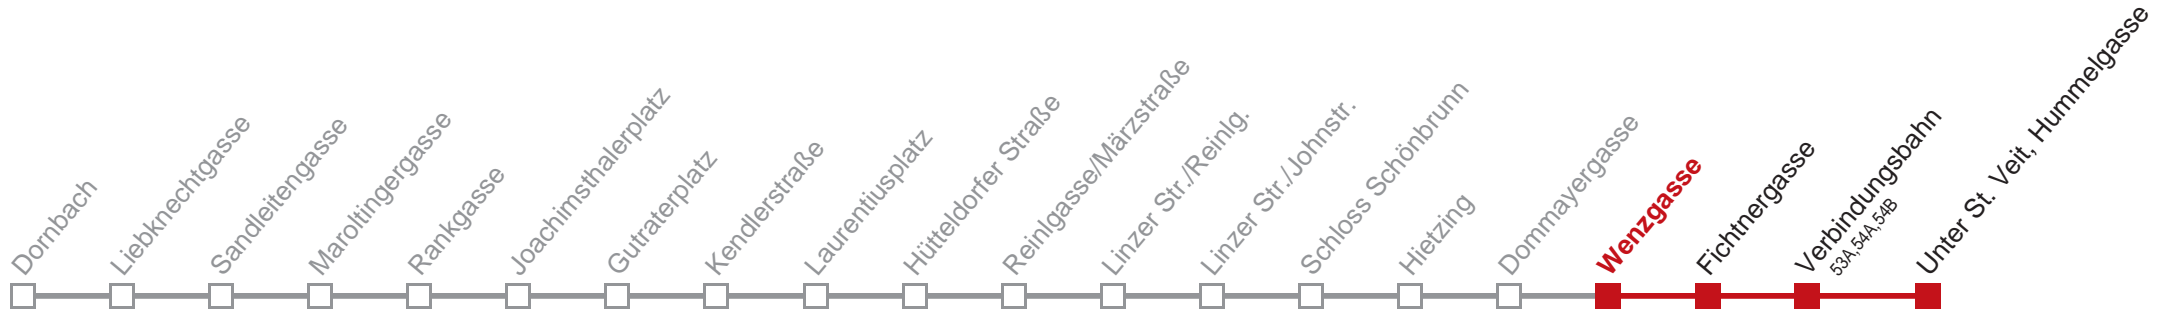 Dornbach
Liebknechtgasse
Sandleitengasse
Maroltingergasse
Rankgasse
Joachimsthalerplatz
Gutraterplatz
Kendlerstraße
Laurentiusplatz
Hütteldorfer Straße
Reinlgasse/Märzstraße
Linzer Str./Reinlg.
Linzer Str./Johnstr.
Schloss Schönbrunn
Hietzing
Dommayergasse
Wenzgasse
Fichtnergasse
Verbindungsbahn
53A,54A,54B
Unter St. Veit, Hummelgasse